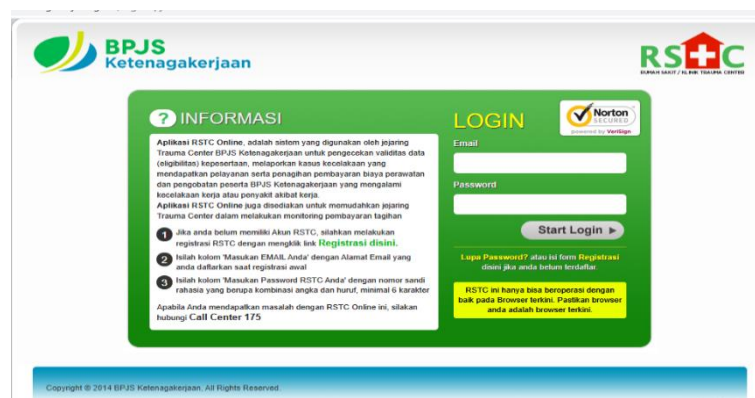 BPJS
Ketenagakerjaan
RSTC
RUMAH SAKIT / KLINIK TRAUMA CENTER
? INFORMASI
Aplikasi RSTC Online, adalah sistem yang digunakan oleh jejaring
Trauma Center BPJS Ketenagakerjaan untuk pengecekan validitas data
(eligibilitas) kepesertaan, melaporkan kasus kecelakaan yang
mendapatkan pelayanan serta penagihan pembayaran biaya perawatan
dan pengobatan peserta BPJS Ketenagakerjaan yang mengalami
kecelakaan kerja atau penyakit akibat kerja.
Aplikasi RSTC Online juga disediakan untuk memudahkan jejaring
Trauma Center dalam melakukan monitoring pembayaran tagihan
1 Jika anda belum memiliki Akun RSTC, silahkan melakukan
registrasi RSTC dengan mengklik link Registrasi disini.
2 Isilah kolom 'Masukan EMAIL Anda' dengan Alamat Email yang
anda daftarkan saat registrasi awal
3 Isilah kolom 'Masukan Password RSTC Anda' dengan nomor sandi
rahasia yang berupa kombinasi angka dan huruf, minimal 6 karakter
Apabila Anda mendapatkan masalah dengan RSTC Online ini, silakan
hubungi Call Center 175
LOGIN
Norton
SECURED
powered by VeriSign
Email
Password
Start Login
Lupa Password? atau isi form Registrasi
disini jika anda belum terdaftar.
RSTC ini hanya bisa beroperasi dengan
baik pada Browser terkini. Pastikan browser
anda adalah browser terkini.
Copyright © 2014 BPJS Ketenagakerjaan, All Rights Reserved.